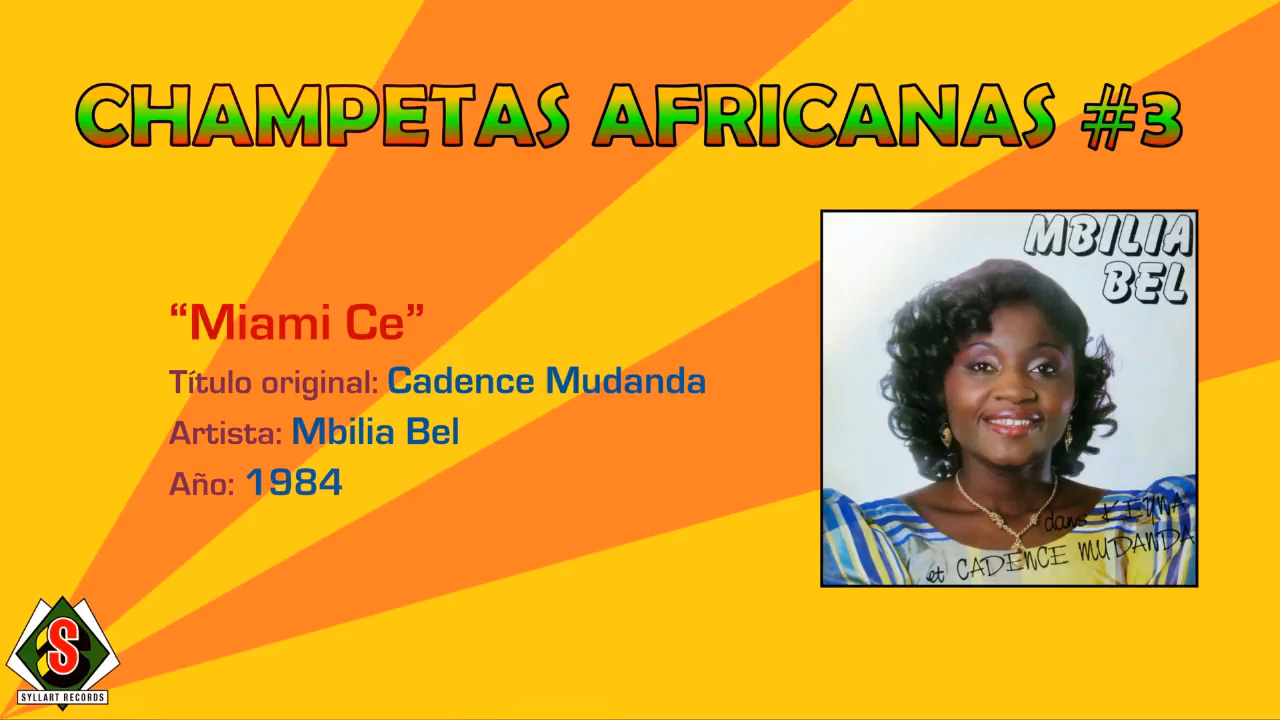 CHAMPETAS AFRICANAS #3
MBILIA
BEL
“Miami Ce”
Título original: Cadence Mudanda
Artista: Mbilia Bel
Año: 1984
dans KEYNA
et CADENCE MUDANDA
S
SYLLART RECORDS